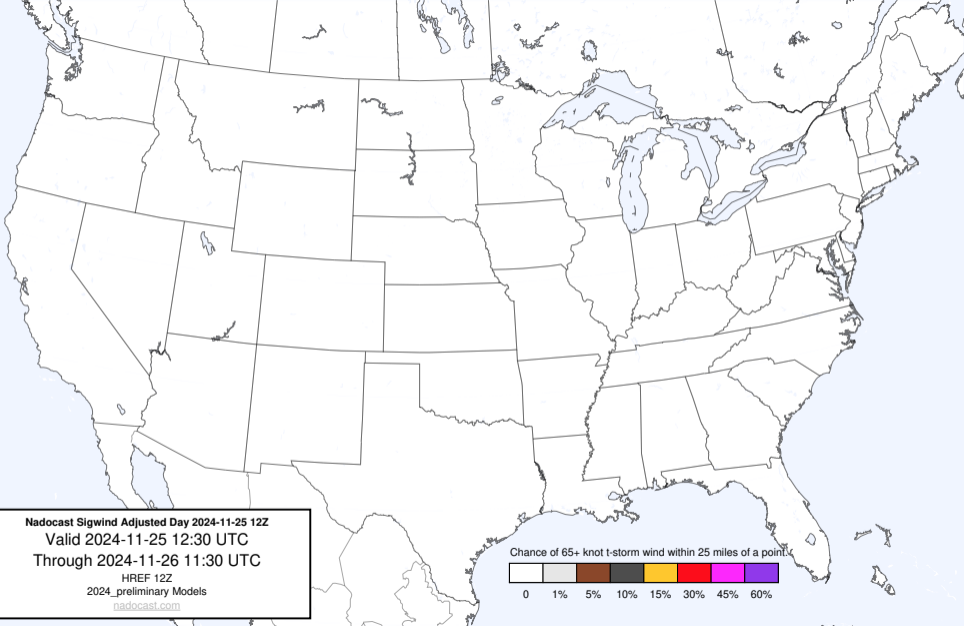 Nadocast Sigwind Adjusted Day 2024-11-25 12Z
Valid 2024-11-25 12:30 UTC
Through 2024-11-26 11:30 UTC
HREF 12Z
2024_preliminary Models
nadocast.com
Chance of 65+ knot t-storm wind within 25 miles of a point.
0 1% 5% 10% 15% 30% 45% 60%